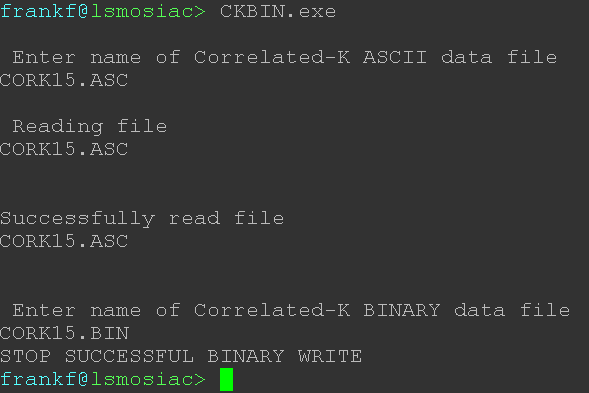 frankf@lsmosiac> CKBIN.exe
Enter name of Correlated-K ASCII data file
CORK15.ASC
Reading file
CORK15.ASC
Successfully read file
CORK15.ASC
Enter name of Correlated-K BINARY data file
CORK15.BIN
STOP SUCCESSFUL BINARY WRITE
frankf@lsmosiac>